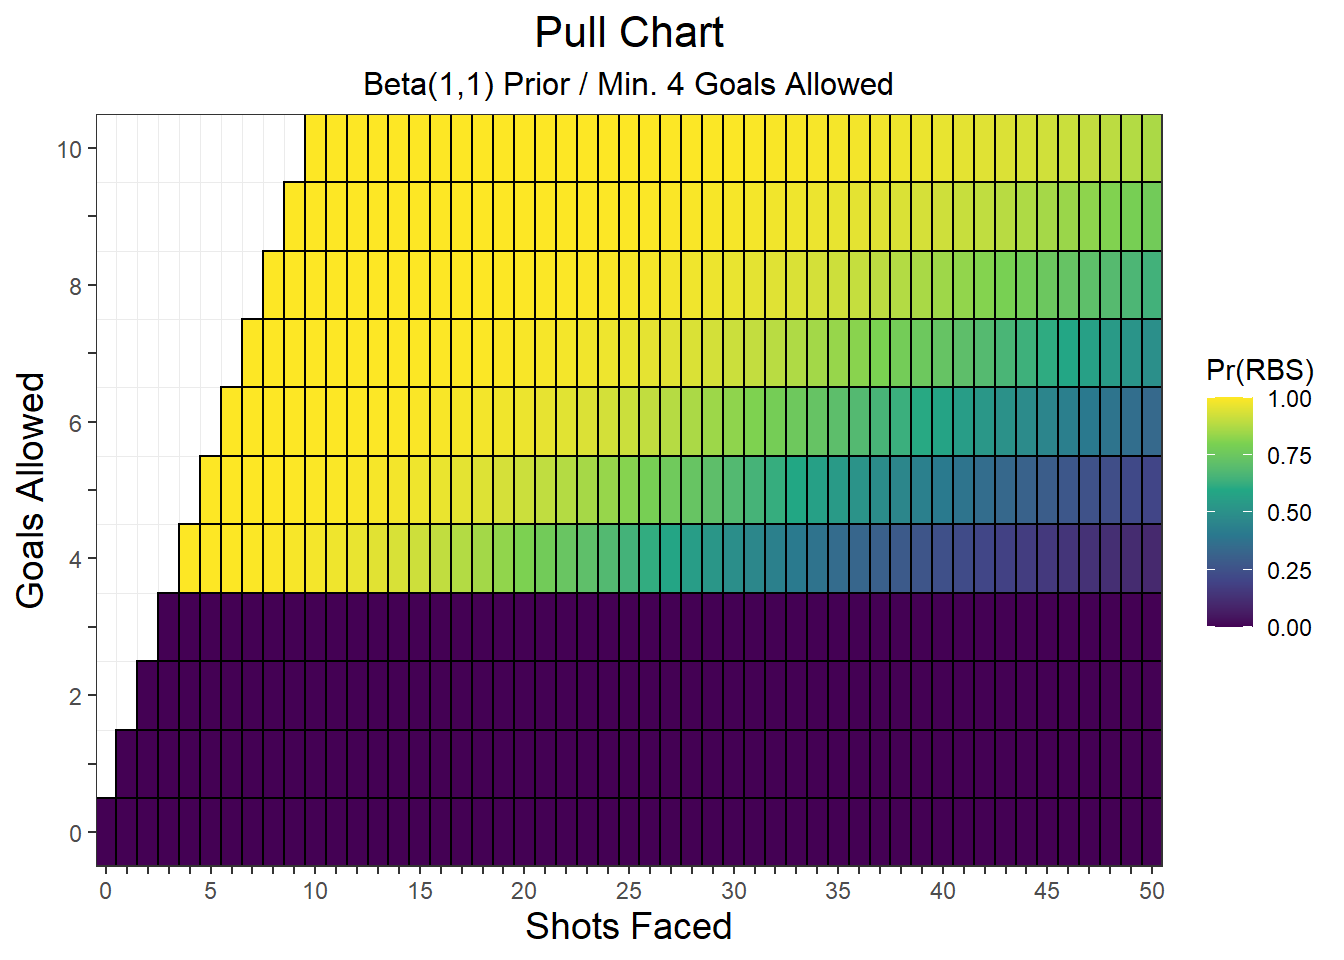 Pull Chart
Beta(1,1) Prior / Min. 4 Goals Allowed
Goals Allowed
10
8
6
4
2
0
0 5 10 15 20 25 30 35 40 45 50
Shots Faced
Pr(RBS)
1.00
0.75
0.50
0.25
0.00